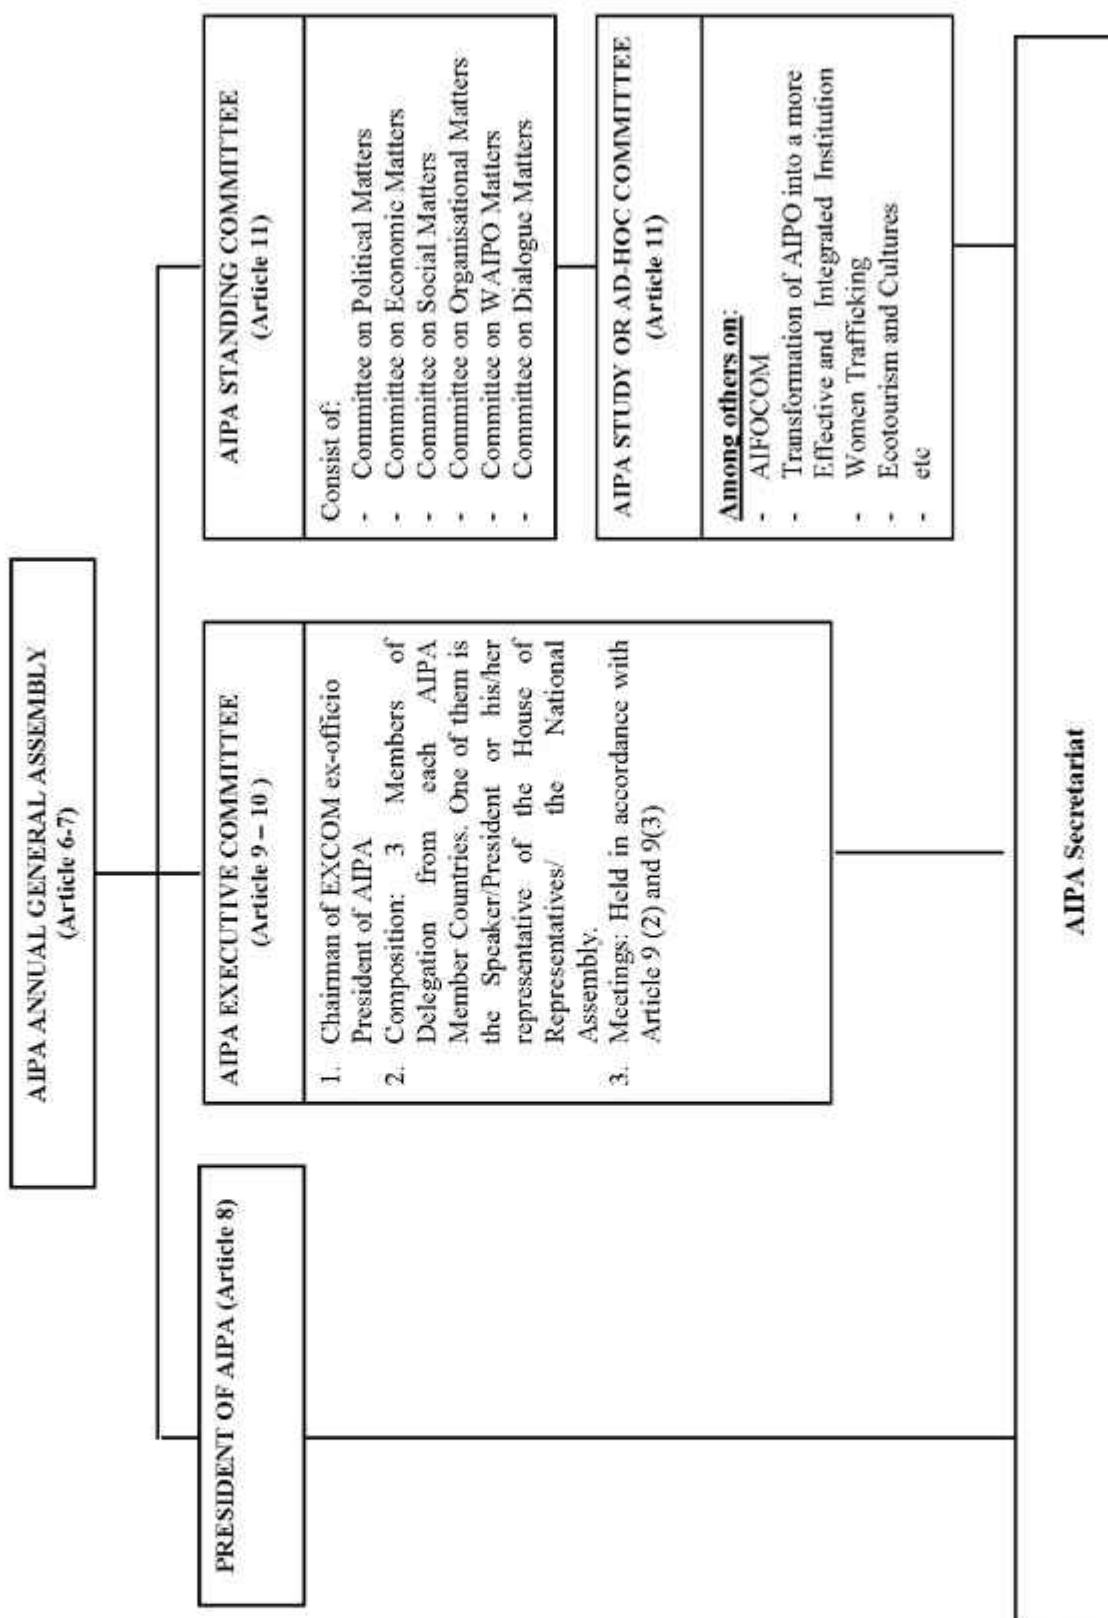 AIPA ANNUAL GENERAL ASSEMBLY
(Article 6-7)
PRESIDENT OF AIPA (Article 8)
AIPA EXECUTIVE COMMITTEE
(Article 9 – 10 )
1. Chairman of EXCOM ex-officio
President of AIPA
2. Composition: 3 Members of
Delegation from each AIPA
Member Countries. One of them is
the Speaker/President or his/her
representative of the House of
Representatives/ the National
Assembly.
3. Meetings: Held in accordance with
Article 9 (2) and 9(3)
AIPA STANDING COMMITTEE
(Article 11)
Consist of:
- Committee on Political Matters
- Committee on Economic Matters
- Committee on Social Matters
- Committee on Organisational Matters
- Committee on WAIPO Matters
- Committee on Dialogue Matters
AIPA STUDY OR AD-HOC COMMITTEE
(Article 11)
Among others on:
- AIFOCOM
- Transformation of AIPO into a more
Effective and Integrated Institution
- Women Trafficking
- Ecotourism and Cultures
- etc
AIPA Secretariat